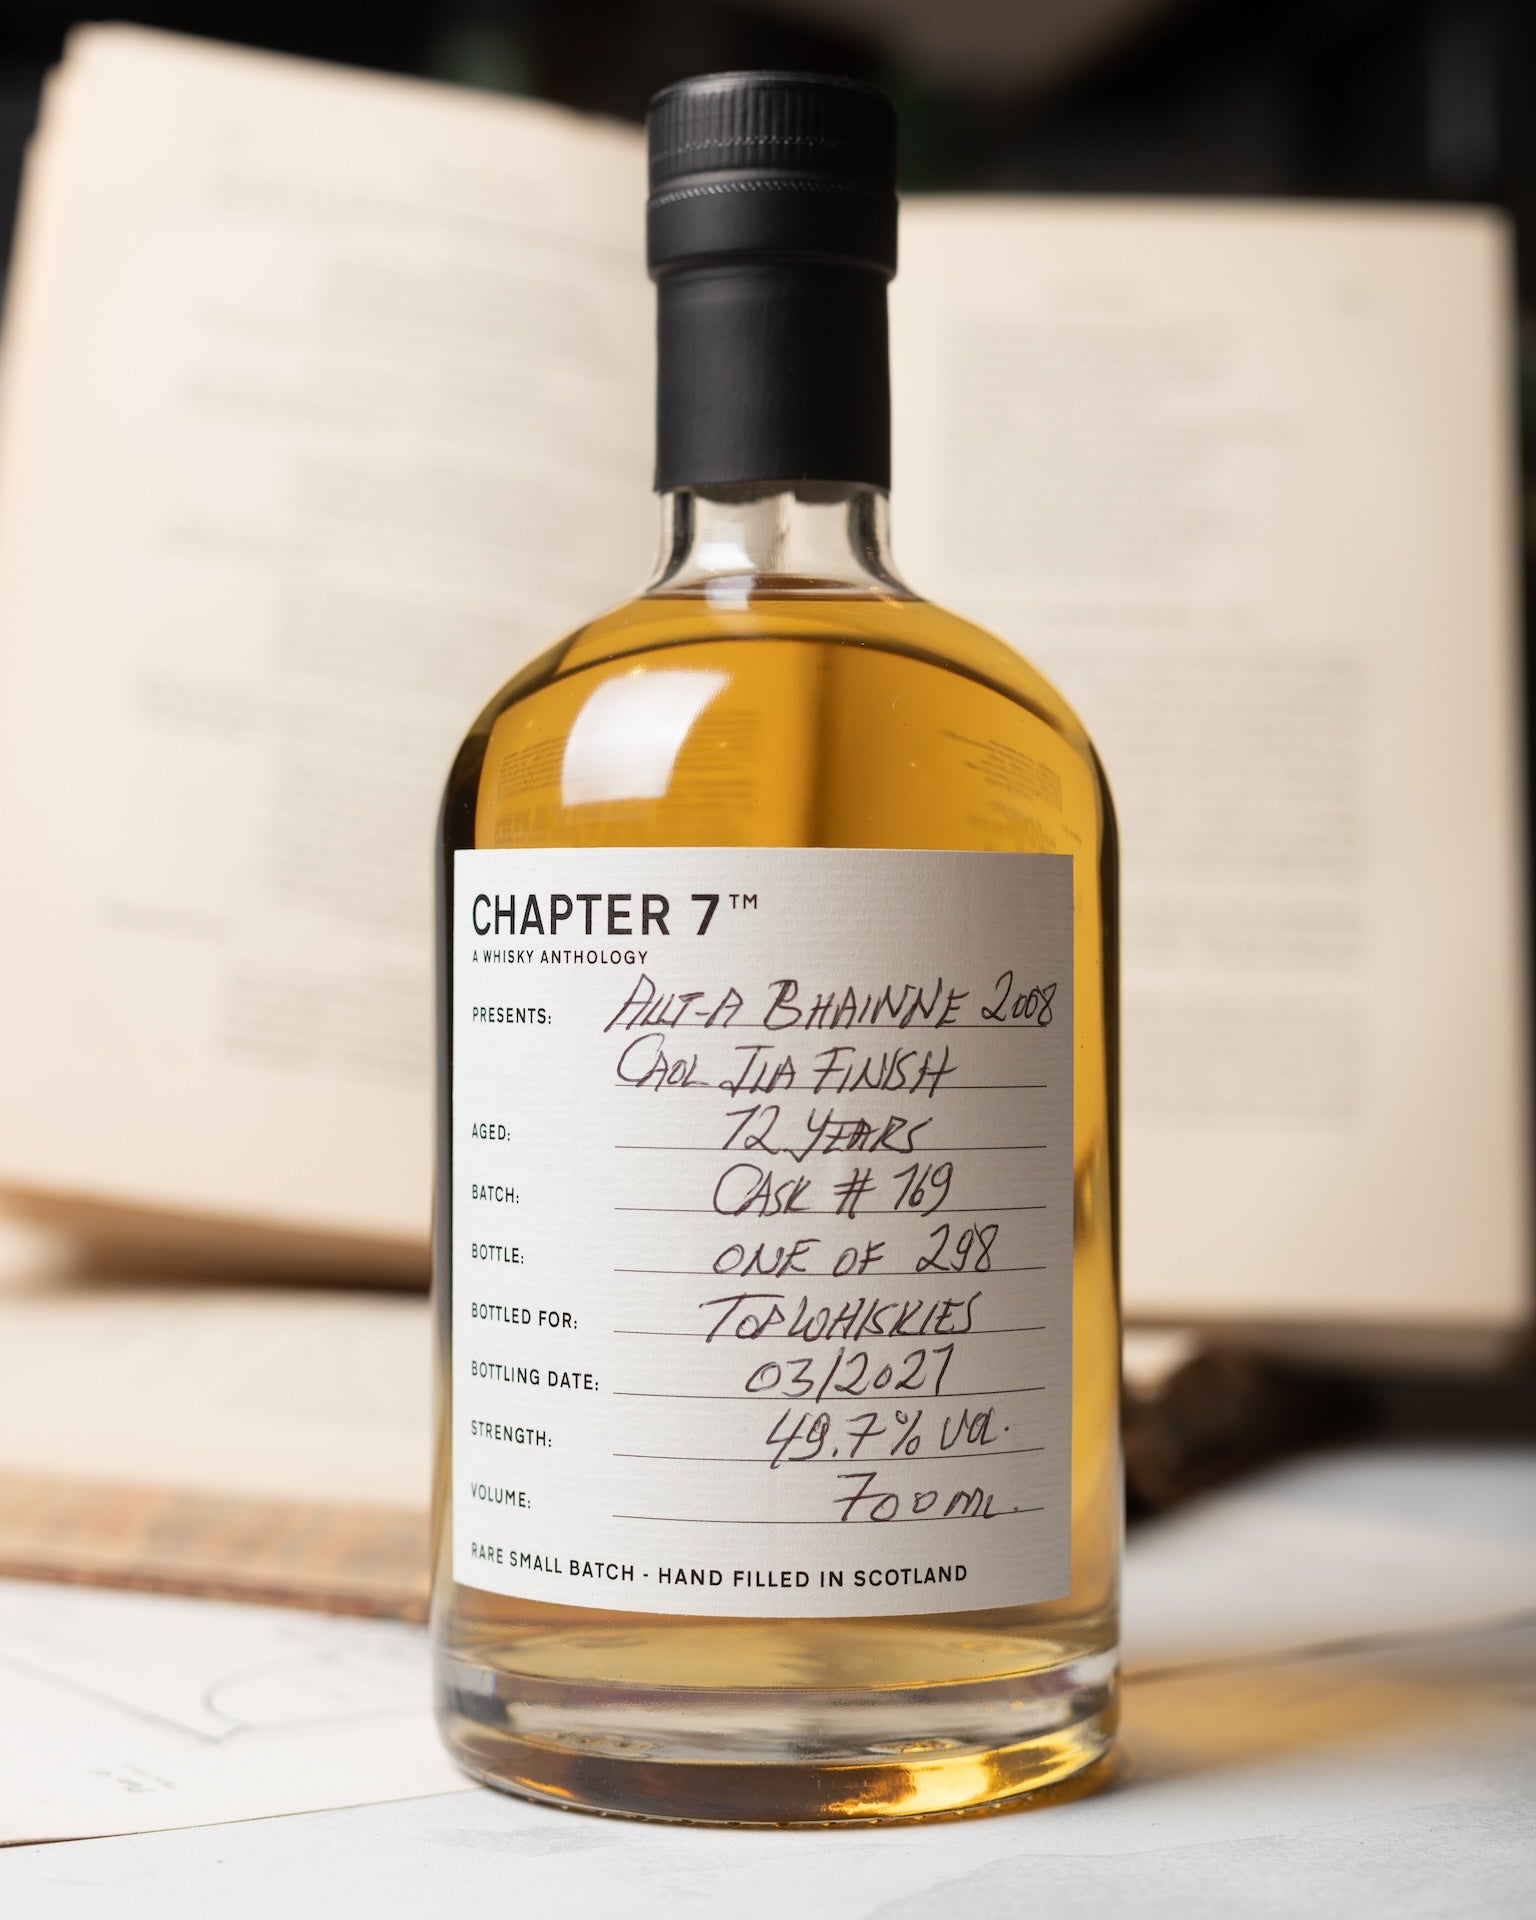 CHAPTER 7™
A WHISKY ANTHOLOGY
PRESENTS: ALLT-A BHAINNE 2008
CAOL ILA FINISH
AGED: 12 YEARS
BATCH: CASK # 169
BOTTLE: ONE OF 298
BOTTLED FOR: TOPWHISKIES
BOTTLING DATE: 03/2021
STRENGTH: 49.7% VOL.
VOLUME: 700ML.
RARE SMALL BATCH - HAND FILLED IN SCOTLAND